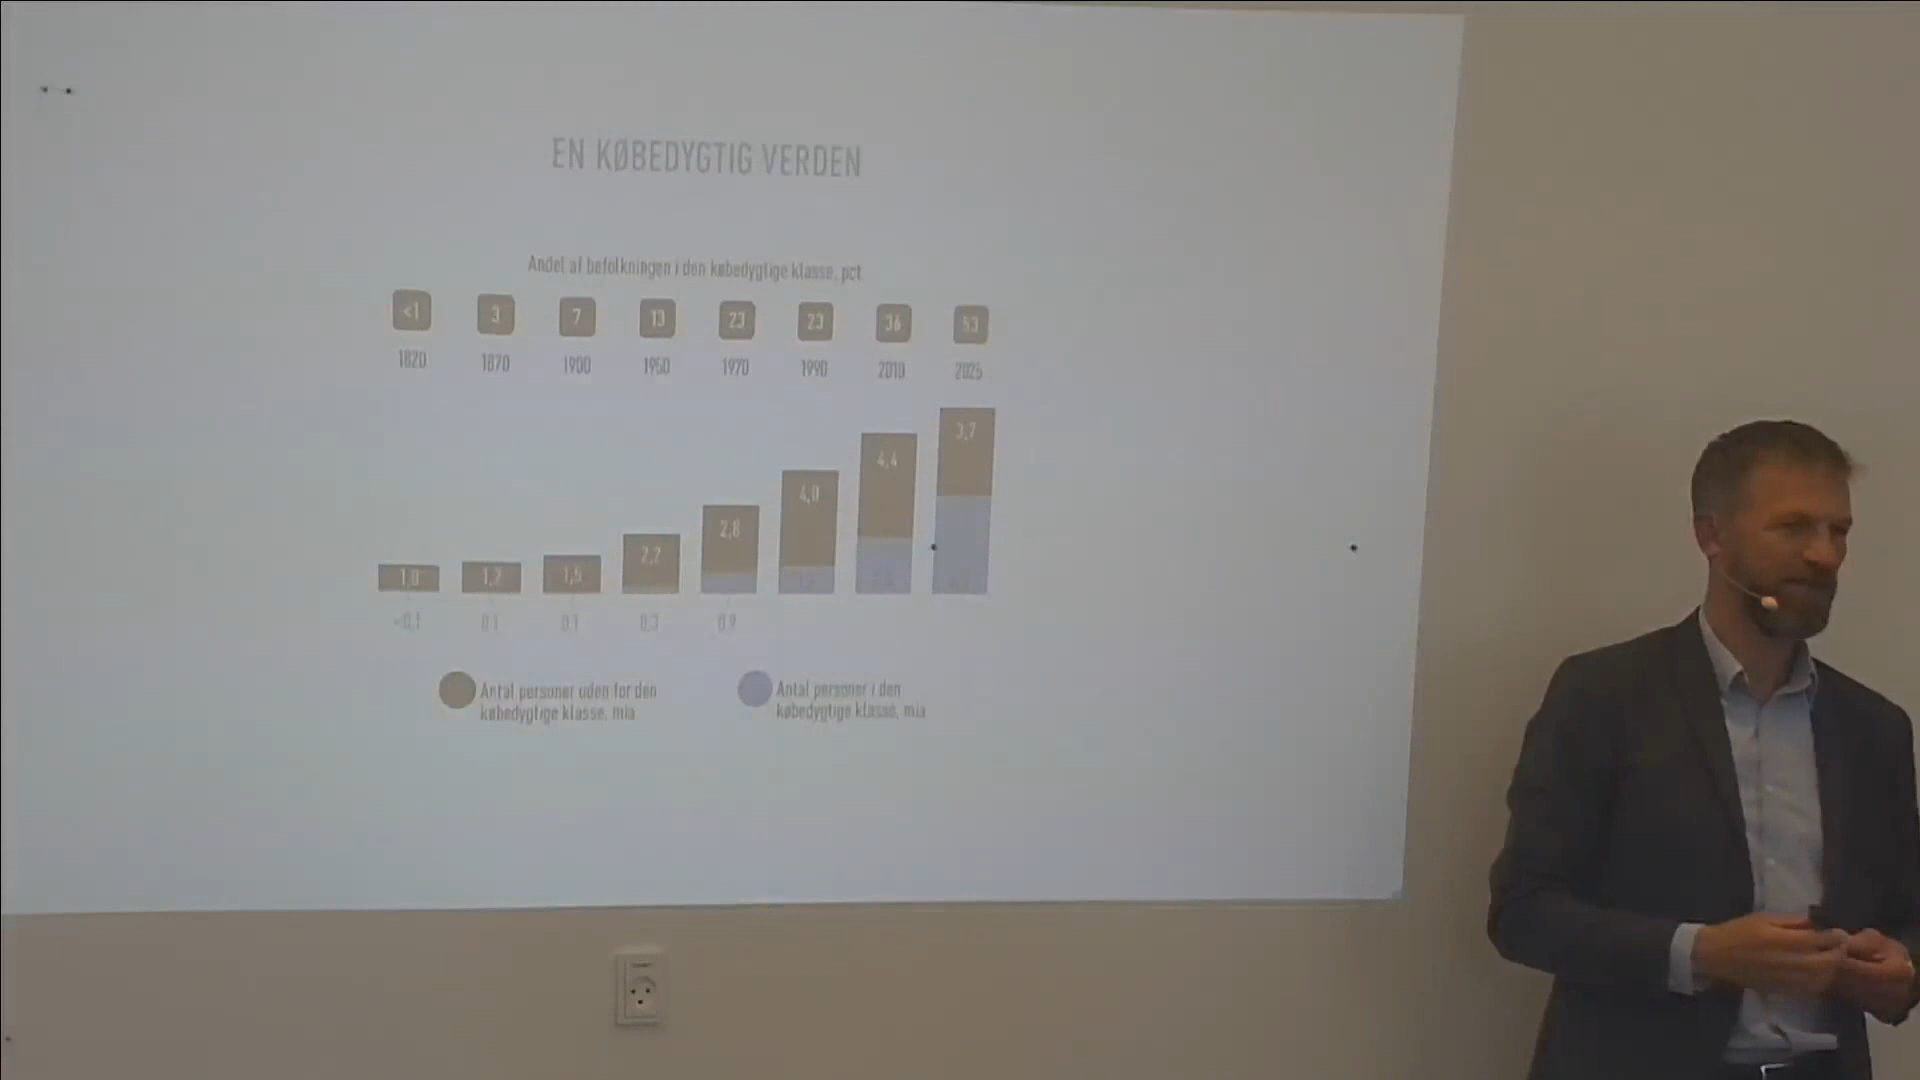 EN KØBEDYGTIG VERDEN
Andel af befolkningen i den købedygtige klasse, pct
<1 3 7 13 23 23 36 53
1820 1870 1900 1950 1970 1990 2010 2025
1,0 1,2 1,5 2,2 2,8 4,0 4,4 3,7
<0,1 0,1 0,1 0,3 0,9
Antal personer uden for den
købedygtige klasse, mia
Antal personer i den
købedygtige klasse, mia